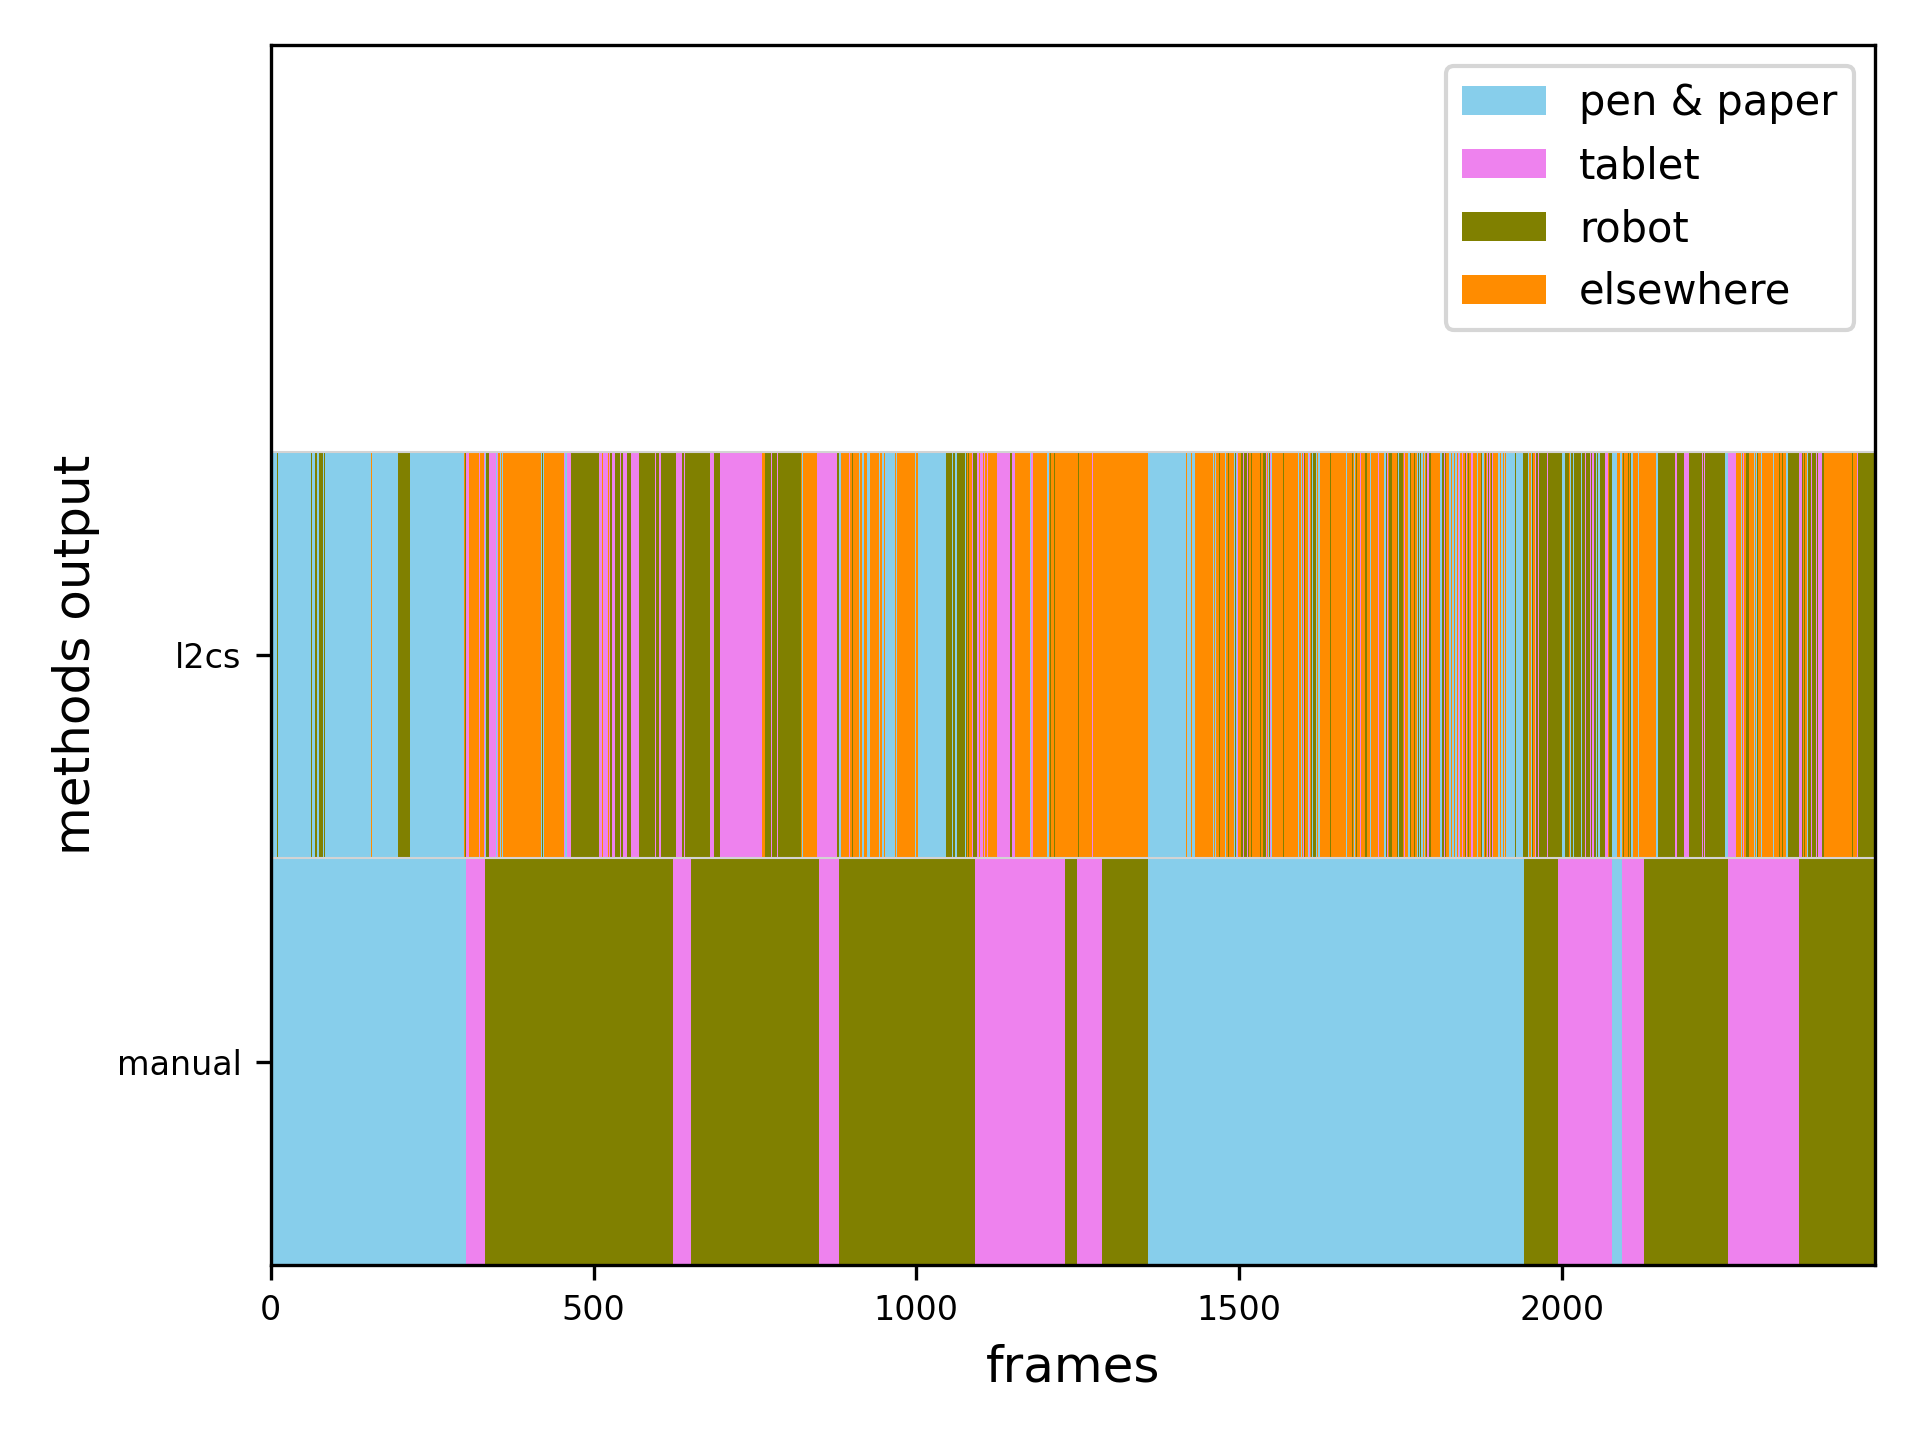 pen & paper
tablet
robot
elsewhere
methods output
l2cs
manual
0 500 1000 1500 2000
frames